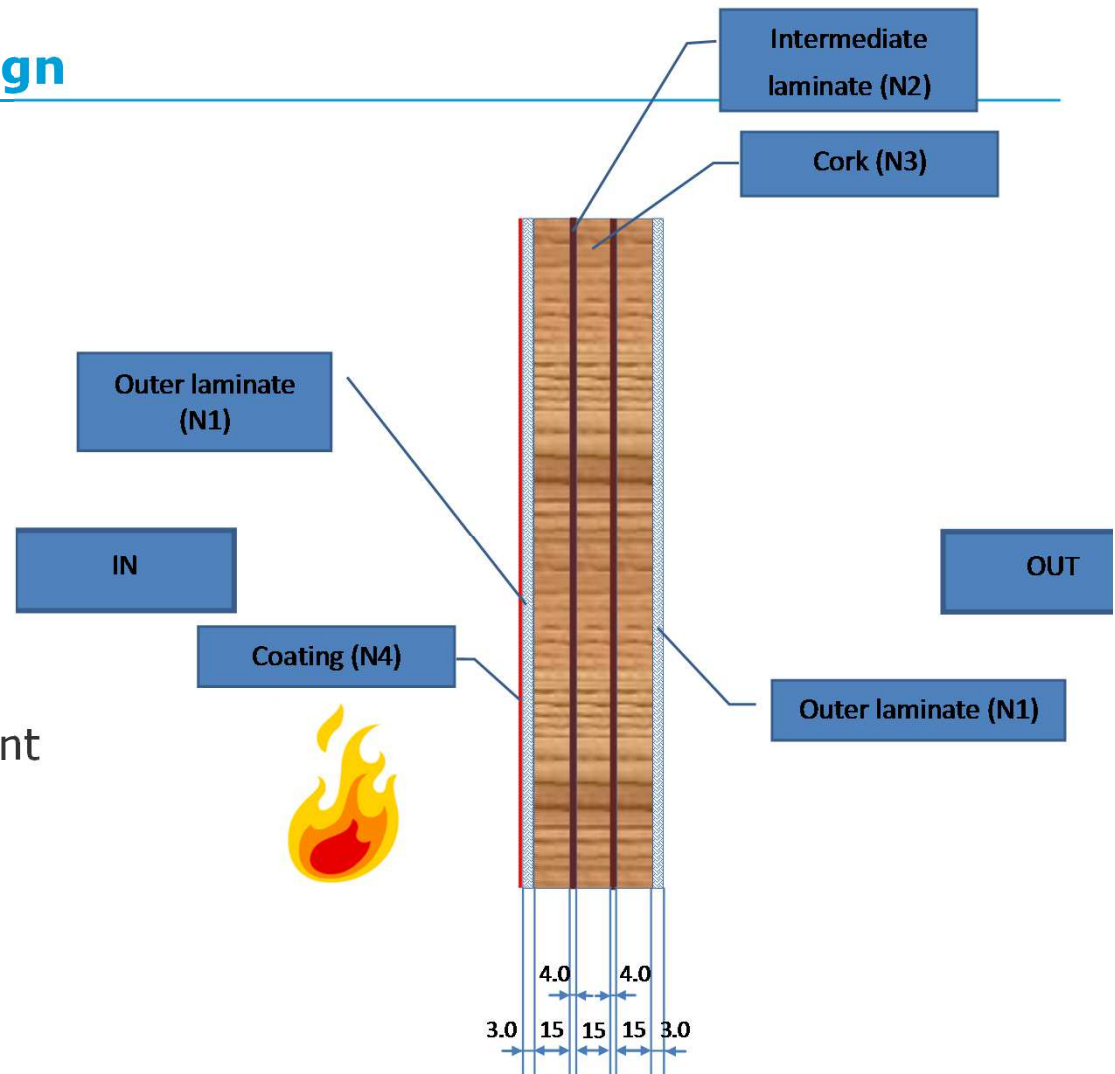 gn
Intermediate
laminate (N2)
Cork (N3)
Outer laminate
(N1)
IN
OUT
Coating (N4)
Outer laminate (N1)
nt
4.0 4.0
3.0 15 15 15 3.0